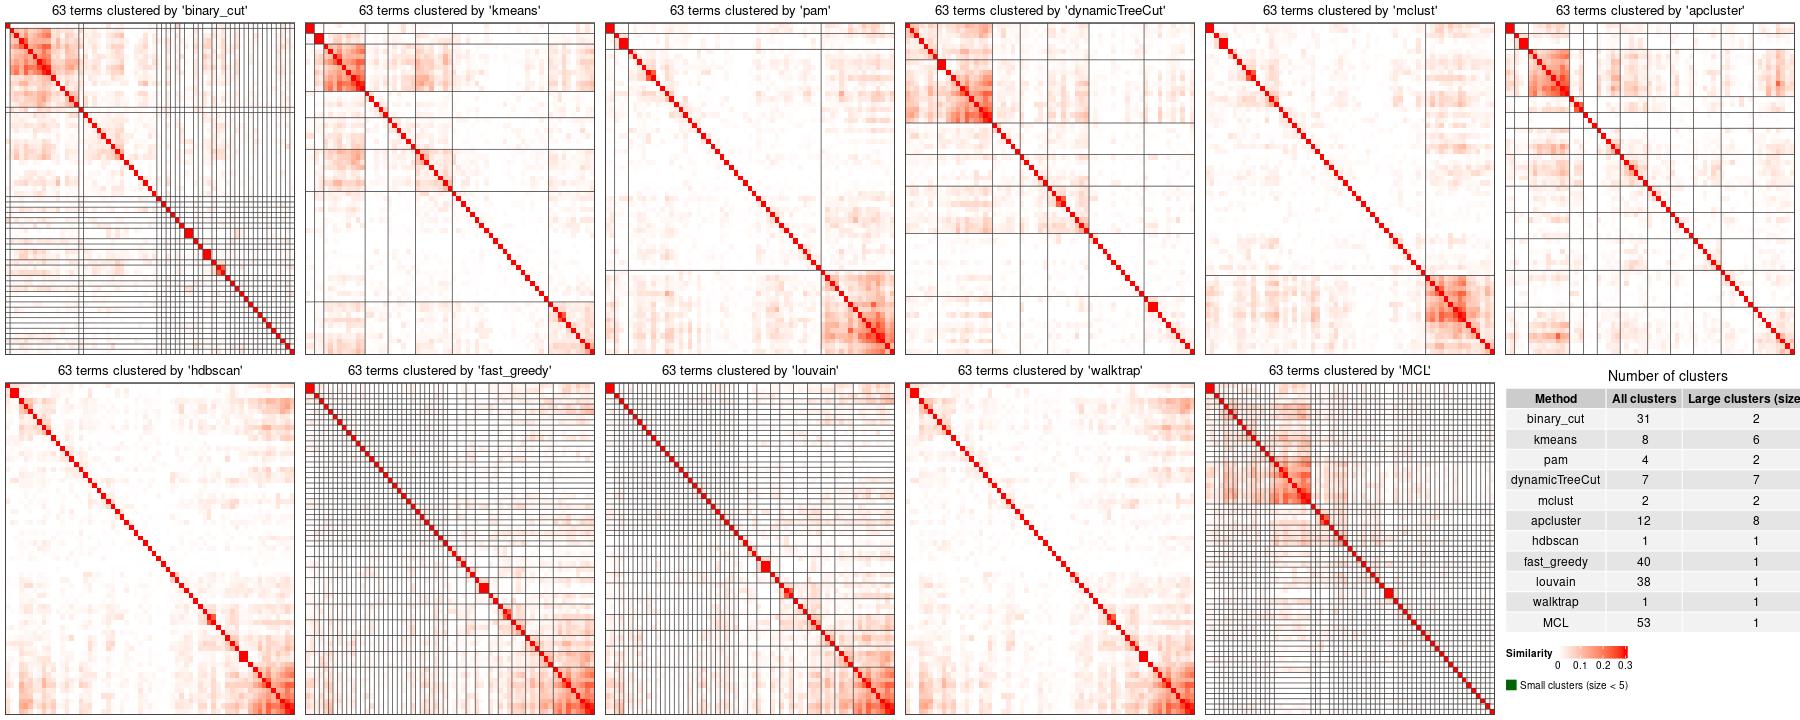 63 terms clustered by 'binary_cut'
63 terms clustered by 'kmeans'
63 terms clustered by 'pam'
63 terms clustered by 'dynamicTreeCut'
63 terms clustered by 'mclust'
63 terms clustered by 'apcluster'
63 terms clustered by 'hdbscan'
63 terms clustered by 'fast_greedy'
63 terms clustered by 'louvain'
63 terms clustered by 'walktrap'
63 terms clustered by 'MCL'
Number of clusters
Method All clusters Large clusters (size
binary_cut 31 2
kmeans 8 6
pam 4 2
dynamicTreeCut 7 7
mclust 2 2
apcluster 12 8
hdbscan 1 1
fast_greedy 40 1
louvain 38 1
walktrap 1 1
MCL 53 1
Similarity
0 0.1 0.2 0.3
Small clusters (size < 5)